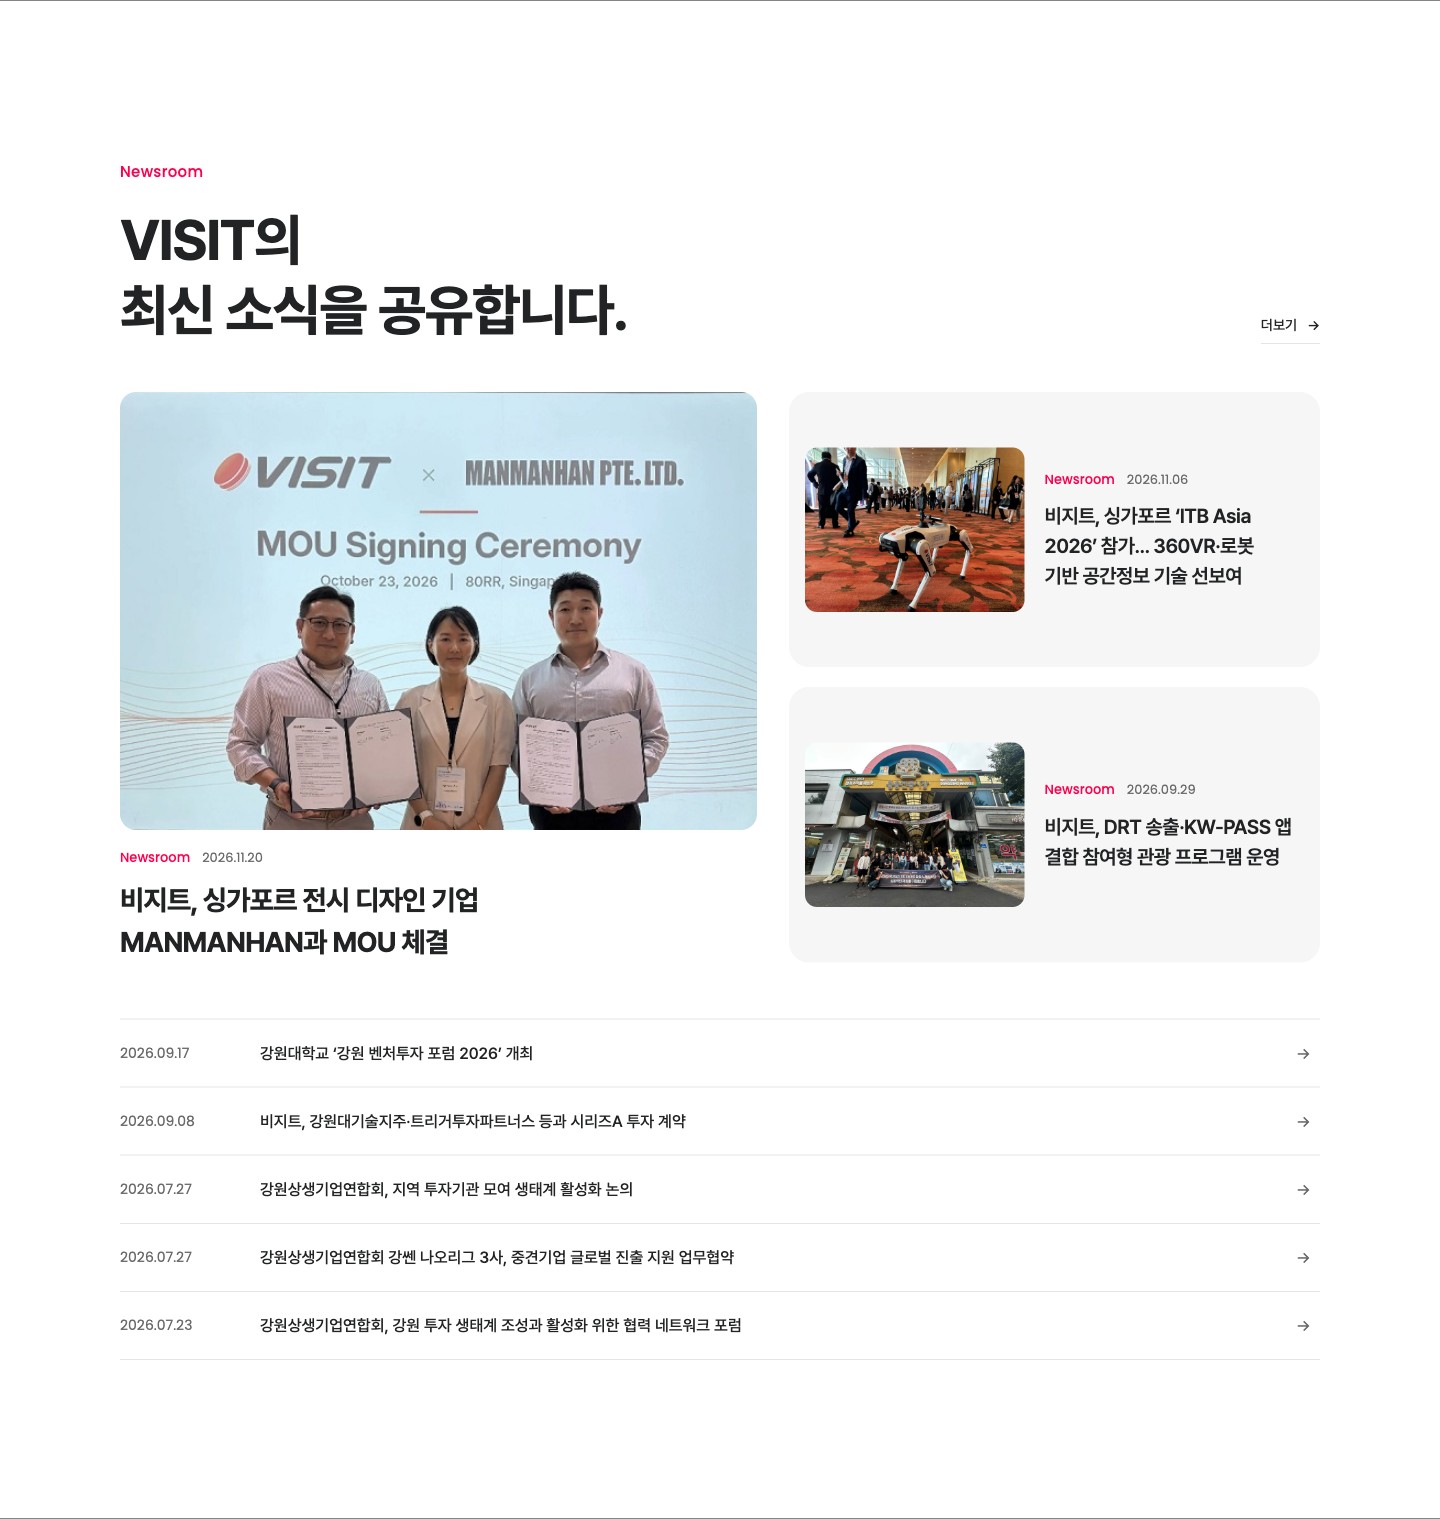 Newsroom
VISIT의
최신 소식을 공유합니다.
더보기
VISIT × MANMANHAN PTE. LTD.
MOU Signing Ceremony
October 23, 2026 | 80RR,
Newsroom 2026.11.20
비지트, 싱가포르 전시 디자인 기업
MANMANHAN과 MOU 체결
Newsroom 2026.11.06
비지트, 싱가포르 ‘ITB Asia
2026’ 참가... 360VR·로봇
기반 공간정보 기술 선보여
Newsroom 2026.09.29
비지트, DRT 송출·KW-PASS 앱
결합 참여형 관광 프로그램 운영
2026.09.17 강원대학교 ‘강원 벤처투자 포럼 2026’ 개최
2026.09.08 비지트, 강원대기술지주·트리거투자파트너스 등과 시리즈A 투자 계약
2026.07.27 강원상생기업연합회, 지역 투자기관 모여 생태계 활성화 논의
2026.07.27 강원상생기업연합회 강쎈 나오리그 3사, 중견기업 글로벌 진출 지원 업무협약
2026.07.23 강원상생기업연합회, 강원 투자 생태계 조성과 활성화 위한 협력 네트워크 포럼